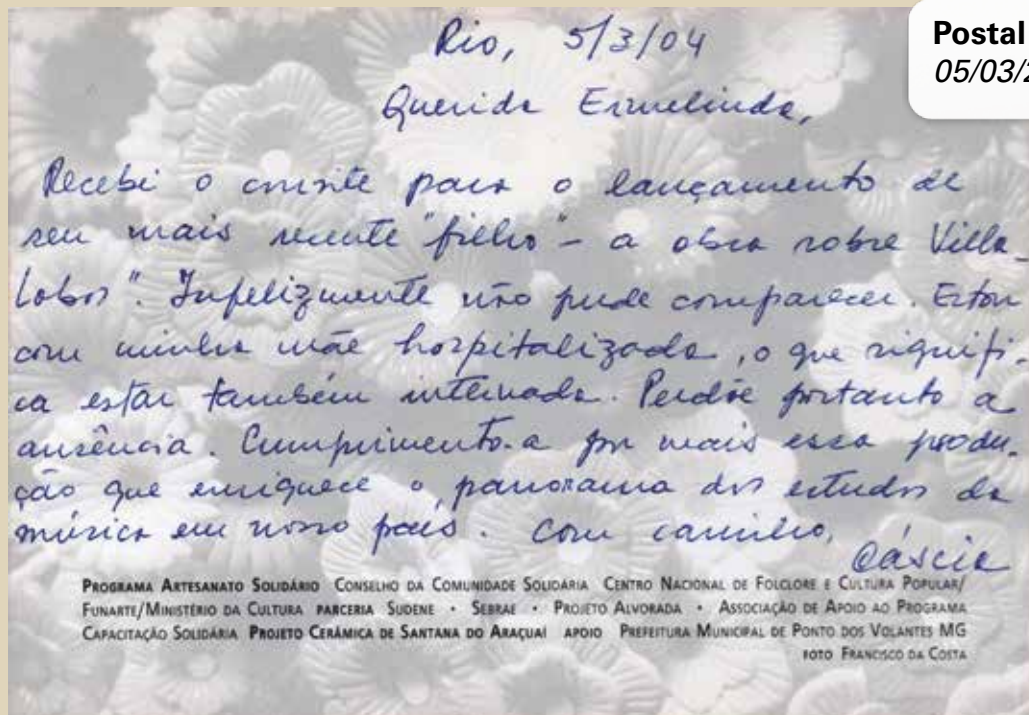 Postal
05/03/2
Rio, 5/3/04
Querida Ermelinda,
Recebi o convite para o lançamento de
seu mais recente "filho" - a obra sobre Villa-
Lobos". Infelizmente não pude comparecer. Estou
com minha mãe hospitalizada, o que signifi-
ca estar também internada. Perdoe portanto a
ausência. Cumprimento-a por mais essa produ-
ção que enriquece o panorama dos estudos da
música em nosso país. Com carinho,
Cáscia
PROGRAMA ARTESANATO SOLIDÁRIO CONSELHO DA COMUNIDADE SOLIDÁRIA CENTRO NACIONAL DE FOLCLORE E CULTURA POPULAR/
FUNARTE/MINISTÉRIO DA CULTURA PARCERIA SUDENE • SEBRAE • PROJETO ALVORADA • ASSOCIAÇÃO DE APOIO AO PROGRAMA
CAPACITAÇÃO SOLIDÁRIA PROJETO CERÂMICA DE SANTANA DO ARAÇUAÍ APOIO PREFEITURA MUNICIPAL DE PONTO DOS VOLANTES MG
FOTO FRANCISCO DA COSTA